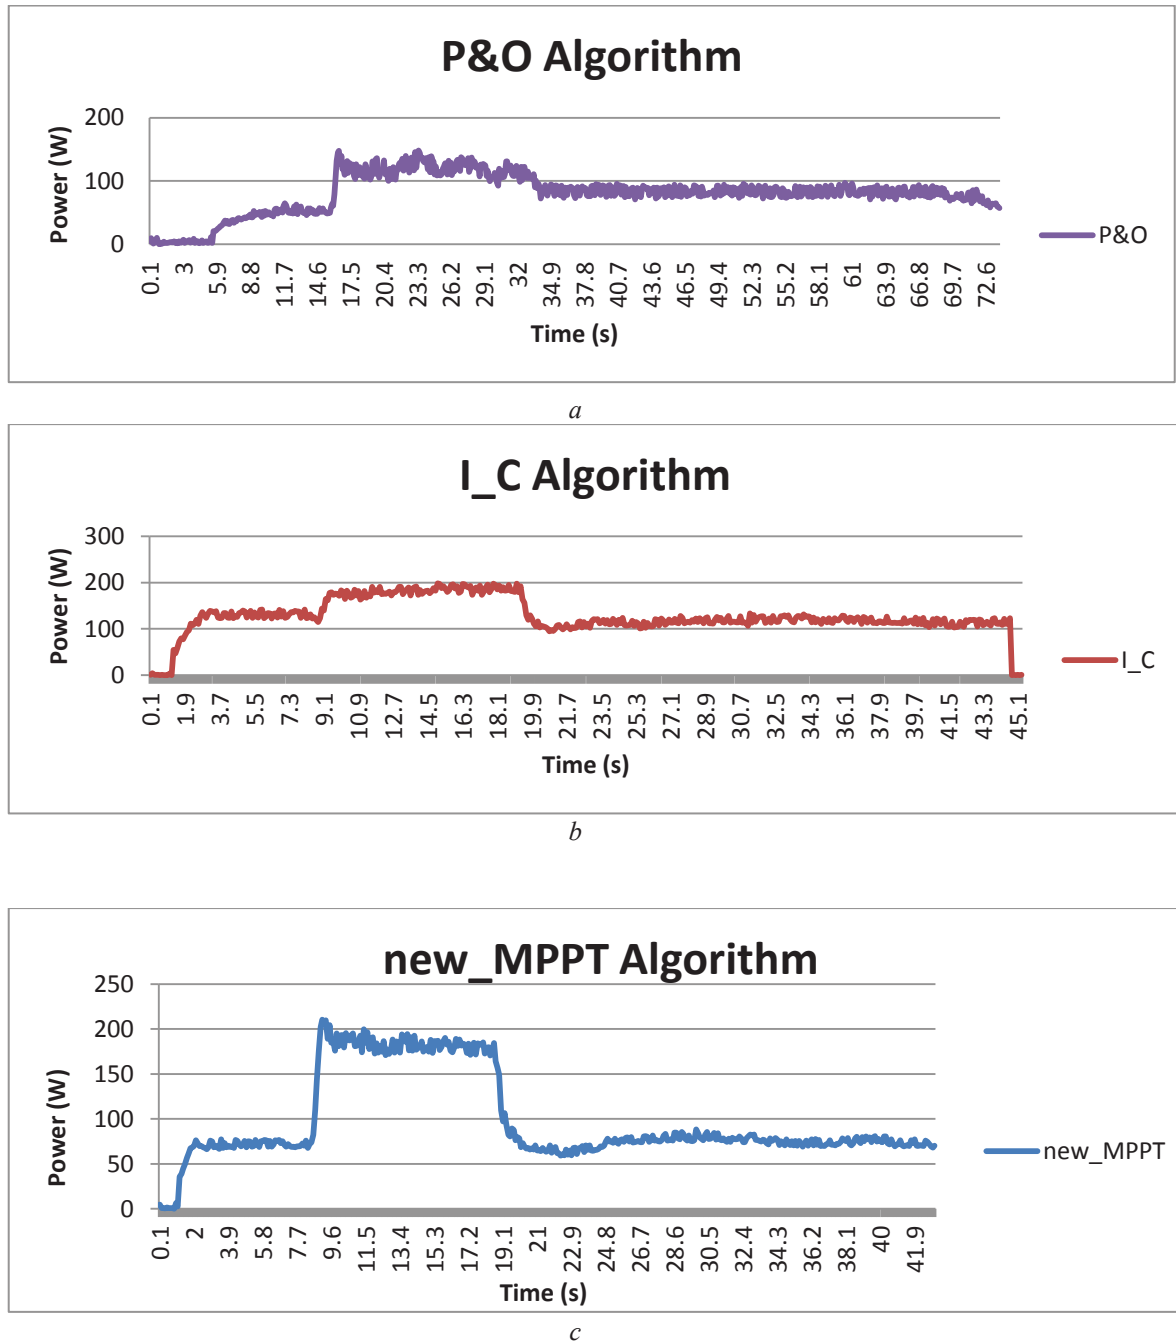 P&O Algorithm
Power (W)
200
100
0
0.1 3 5.9 8.8 11.7 14.6 17.5 20.4 23.3 26.2 29.1 32 34.9 37.8 40.7 43.6 46.5 49.4 52.3 55.2 58.1 61 63.9 66.8 69.7 72.6
Time (s)
P&O
a
I_C Algorithm
Power (W)
300
200
100
0
0.1 1.9 3.7 5.5 7.3 9.1 10.9 12.7 14.5 16.3 18.1 19.9 21.7 23.5 25.3 27.1 28.9 30.7 32.5 34.3 36.1 37.9 39.7 41.5 43.3 45.1
Time (s)
I_C
b
new_MPPT Algorithm
Power (W)
250
200
150
100
50
0
0.1 2 3.9 5.8 7.7 9.6 11.5 13.4 15.3 17.2 19.1 21 22.9 24.8 26.7 28.6 30.5 32.4 34.3 36.2 38.1 40 41.9
Time (s)
new_MPPT
c